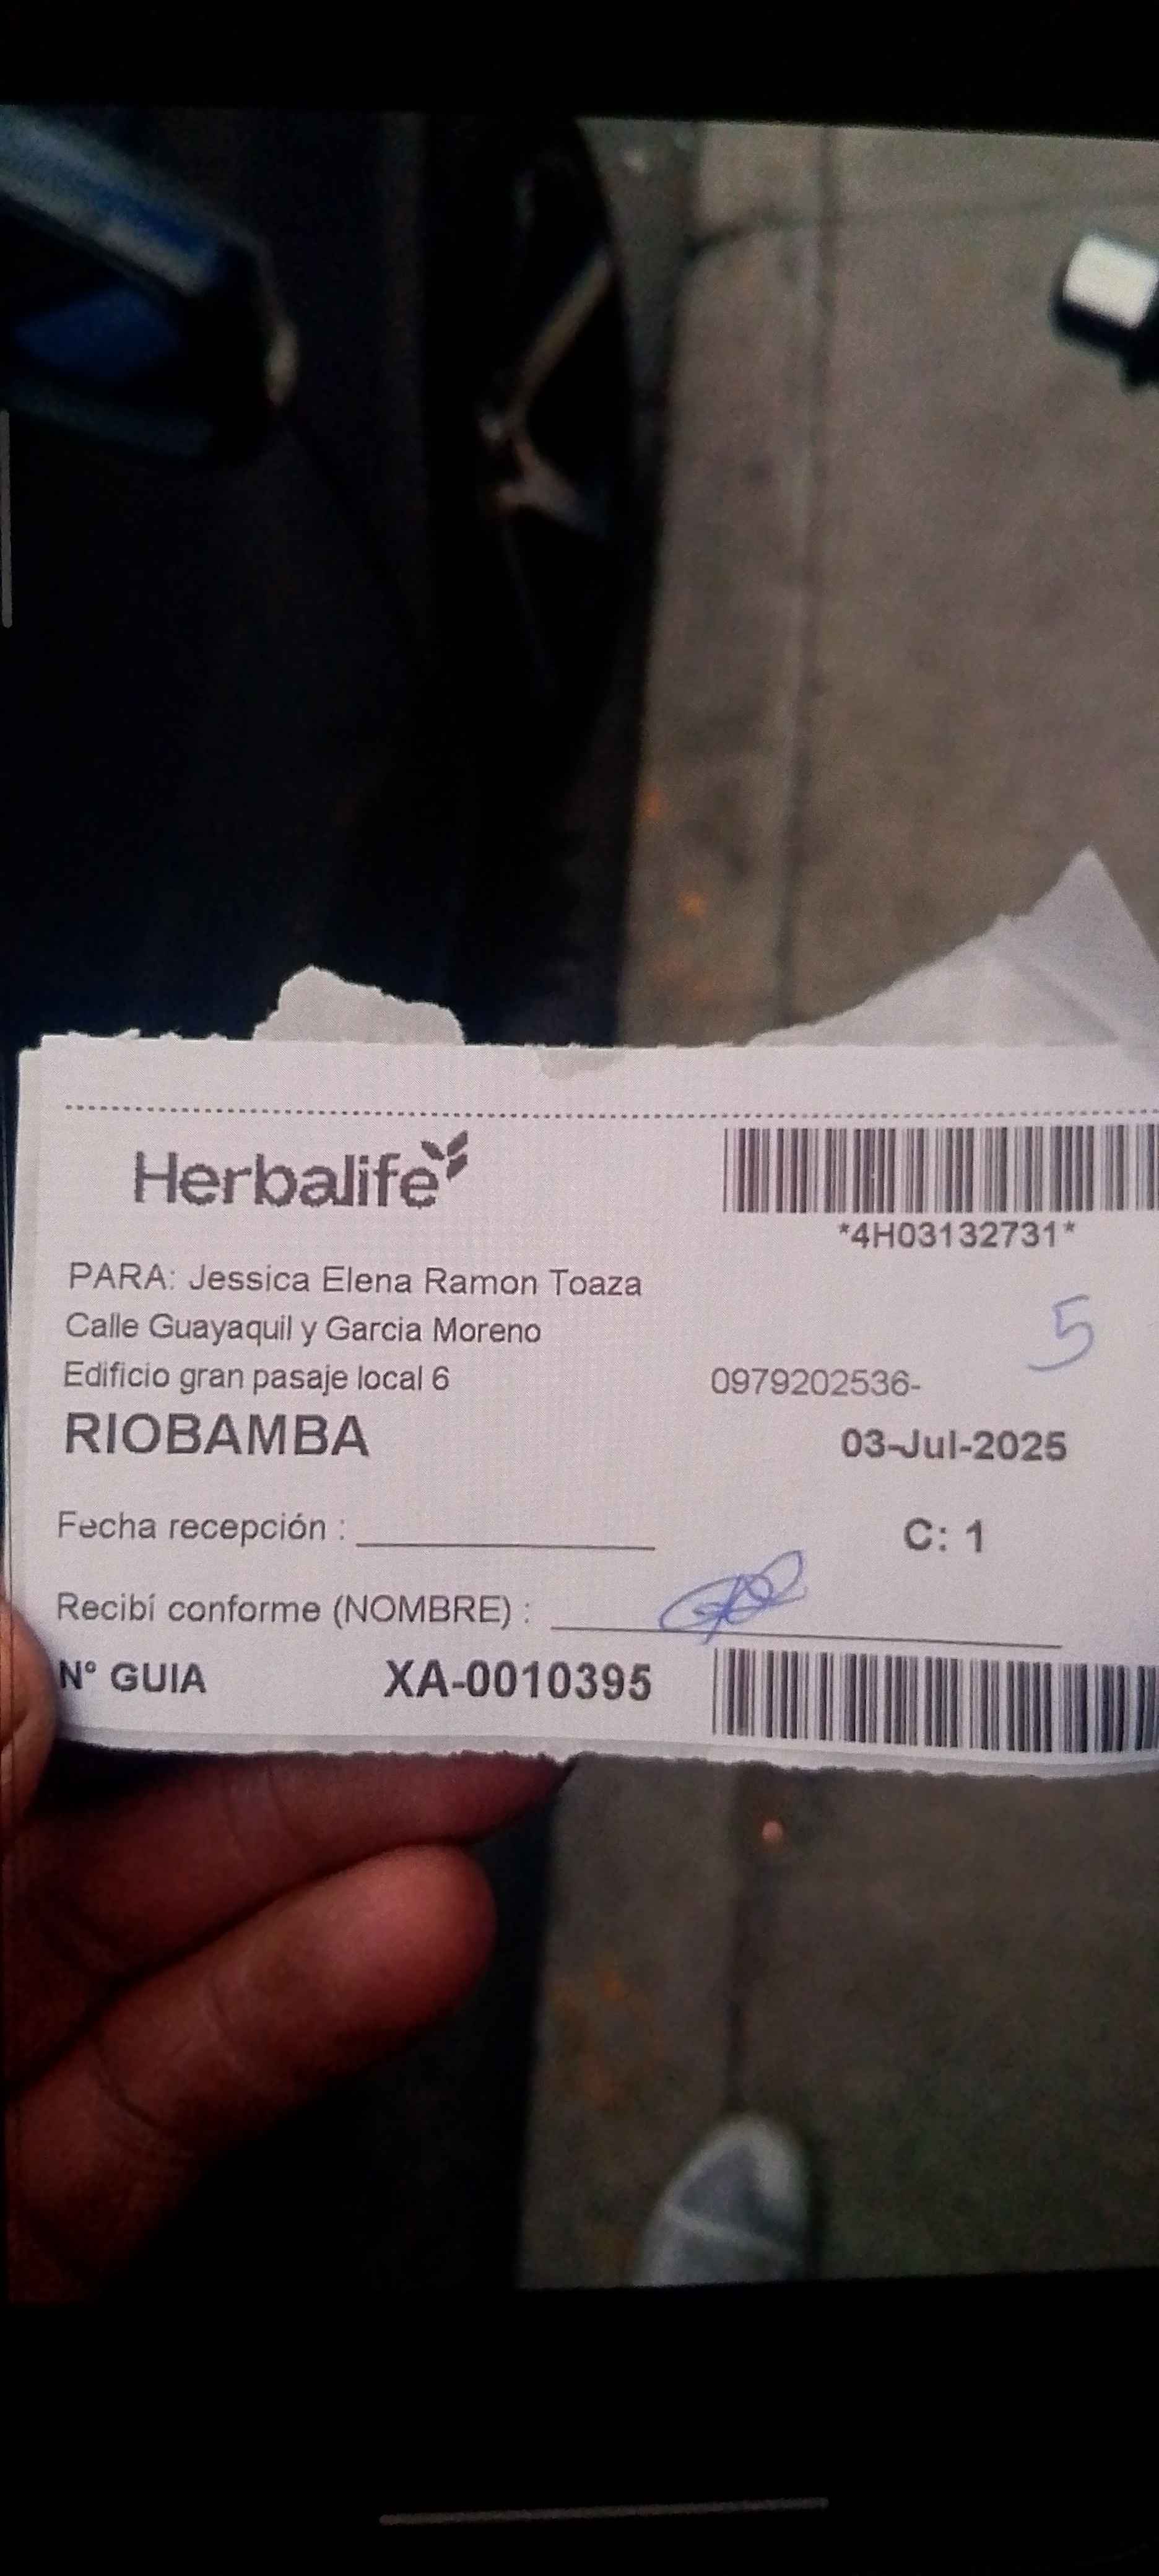 Herbalife
*4H03132731*
PARA: Jessica Elena Ramon Toaza
Calle Guayaquil y Garcia Moreno
5
Edificio gran pasaje local 6 0979202536-
RIOBAMBA
03-Jul-2025
Fecha recepción :
C: 1
Recibí conforme (NOMBRE) :
N° GUIA XA-0010395